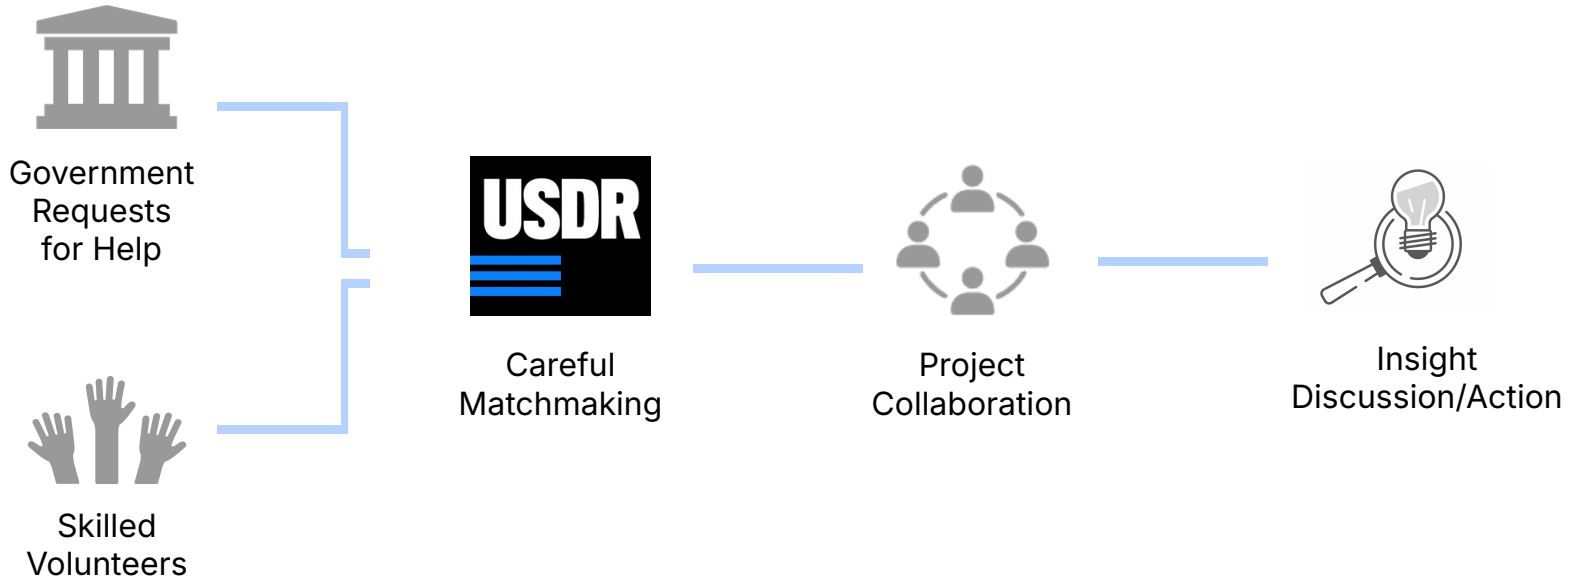 Government
Requests
for Help
Skilled
Volunteers
USDR
Careful
Matchmaking
Project
Collaboration
Insight
Discussion/Action